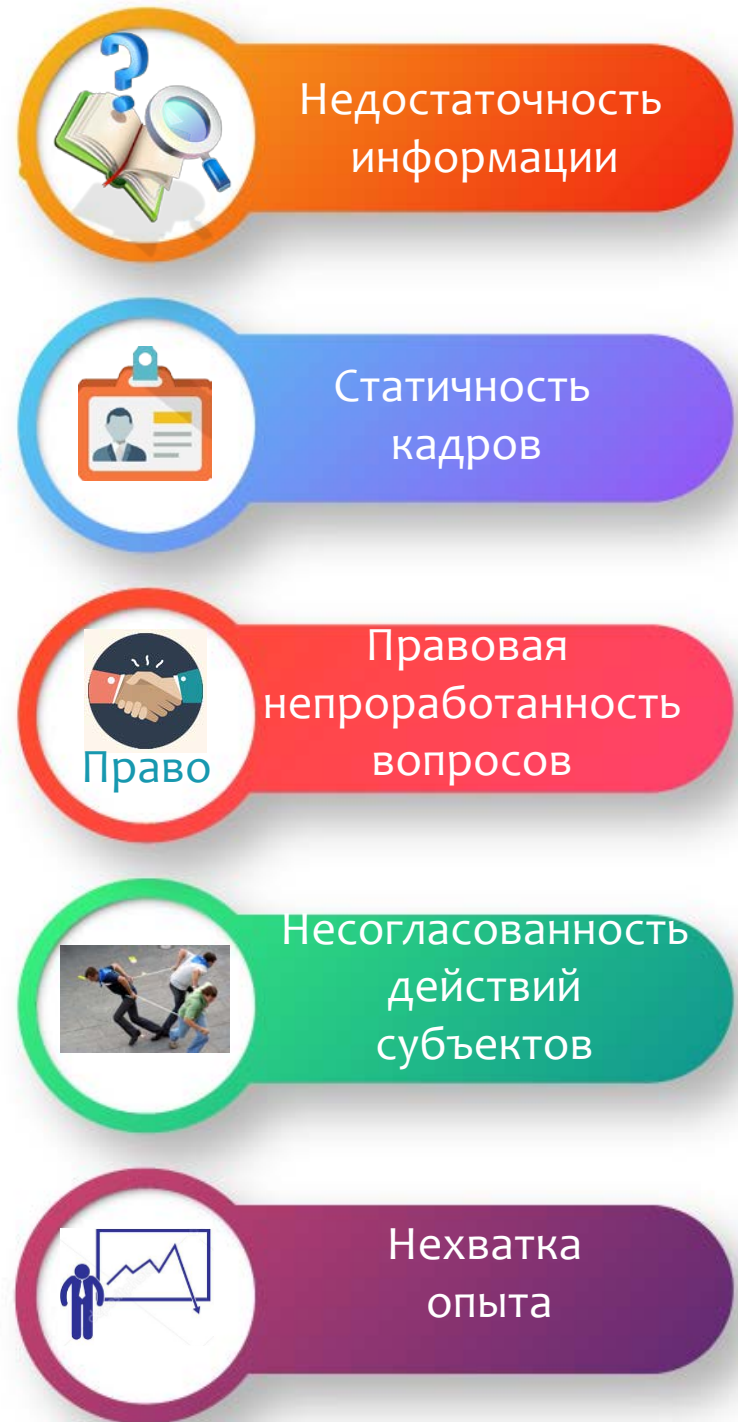 Недостаточность
информации
Статичность
кадров
Правовая
непроработанность
вопросов
Право
Несогласованность
действий
субъектов
Нехватка
опыта